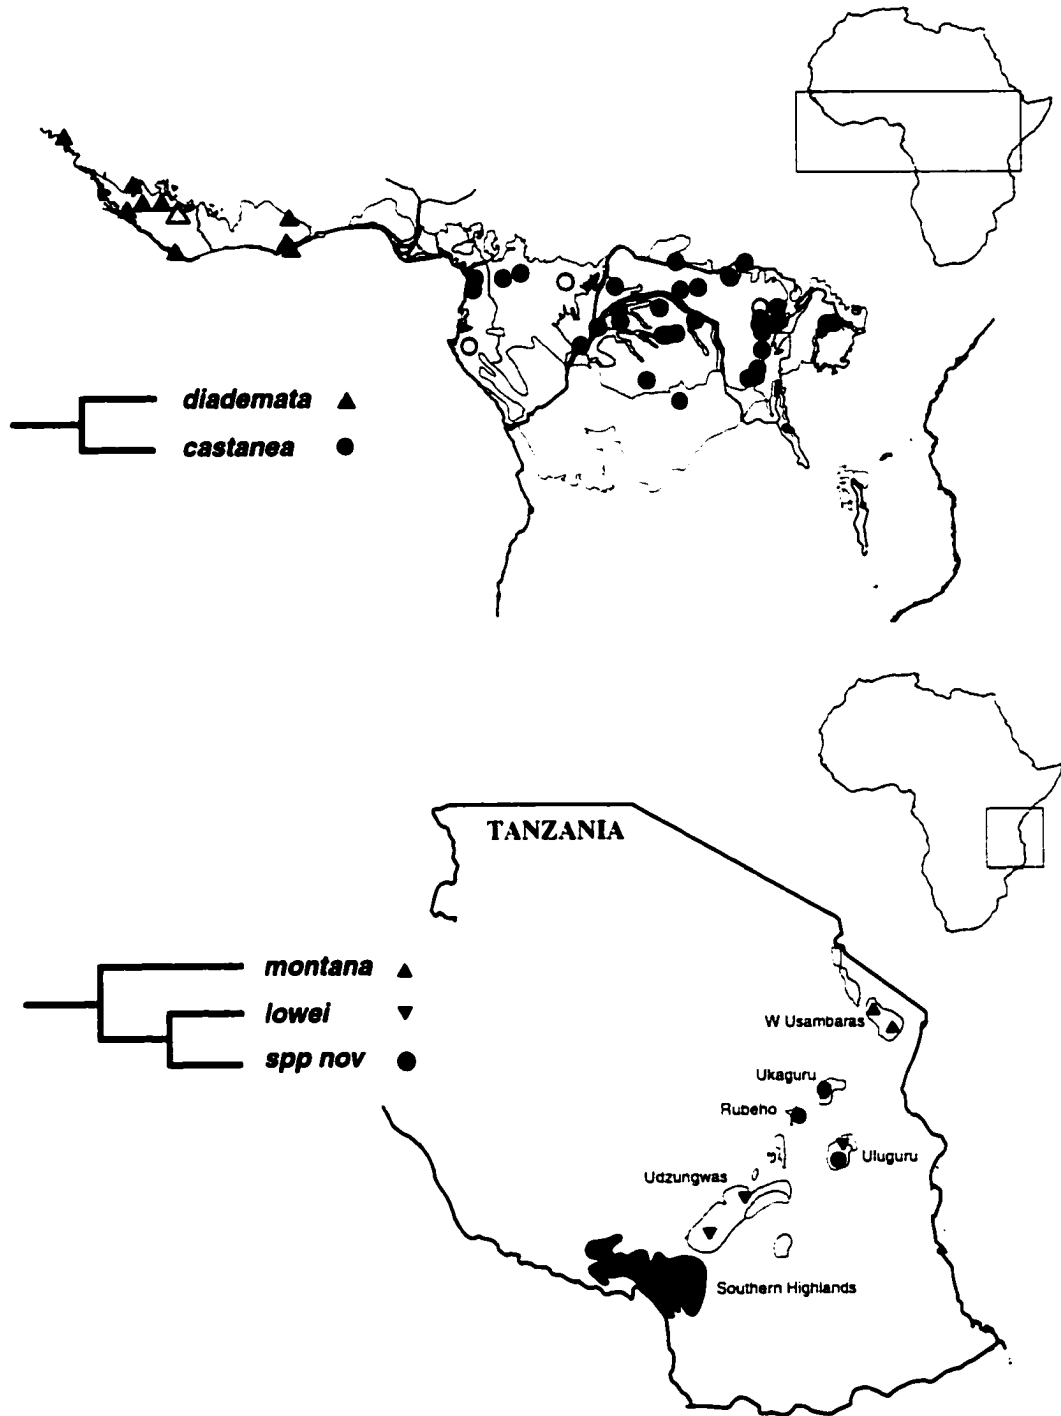 diademata
castanea
TANZANIA
montana
lowei
spp nov
W Usambaras
Ukaguru
Rubeho
Uluguru
Udzungwas
Southern Highlands